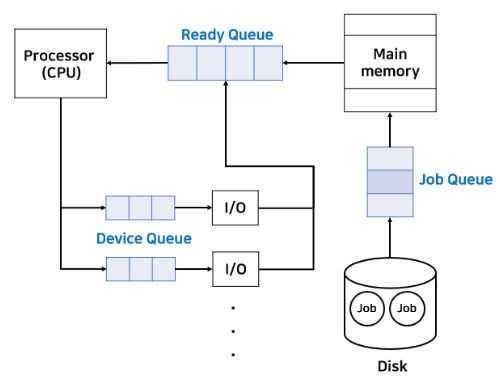 Ready Queue
Processor
(CPU)
Main
memory
Job Queue
I/O
Device Queue
I/O
Job
Job
Disk